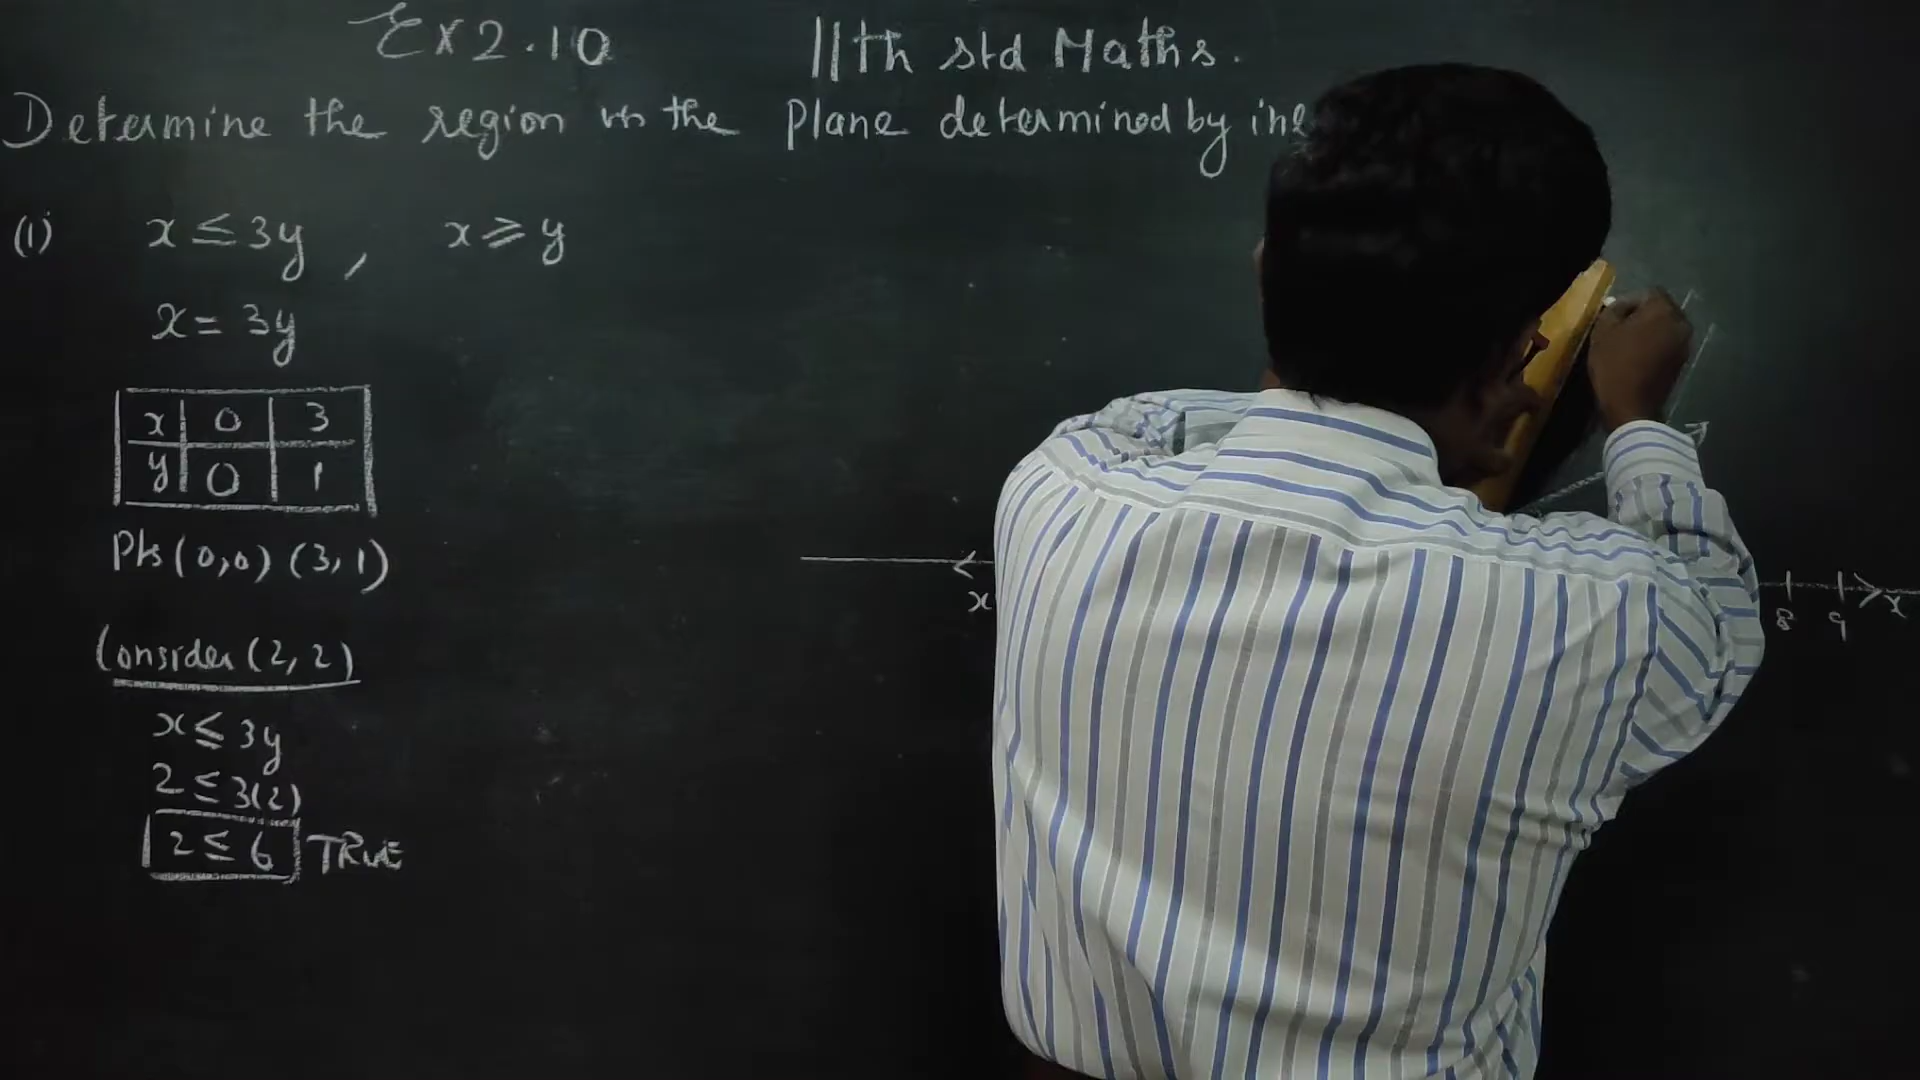 Ex 2.10 11th std Maths.
Determine the region in the plane determined by
(1) x ≤ 3y , x ≥ y
x = 3y
x 0 3
y 0 1
Pts (0,0) (3,1)
Consider (2,2)
x ≤ 3y
2 ≤ 3(2)
2 ≤ 6 TRUE
x 8 9 x